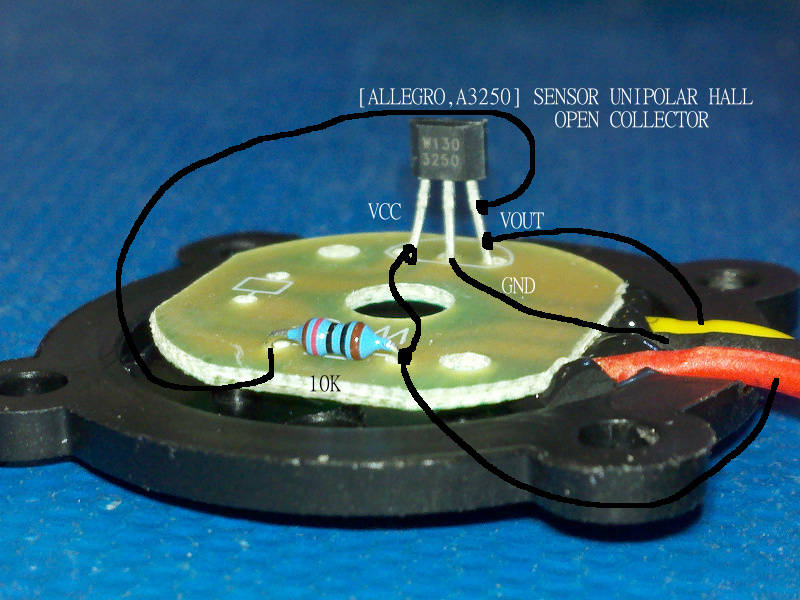 [ALLEGRO,A3250] SENSOR UNIPOLAR HALL
OPEN COLLECTOR
W130
3250
VCC
VOUT
GND
10K